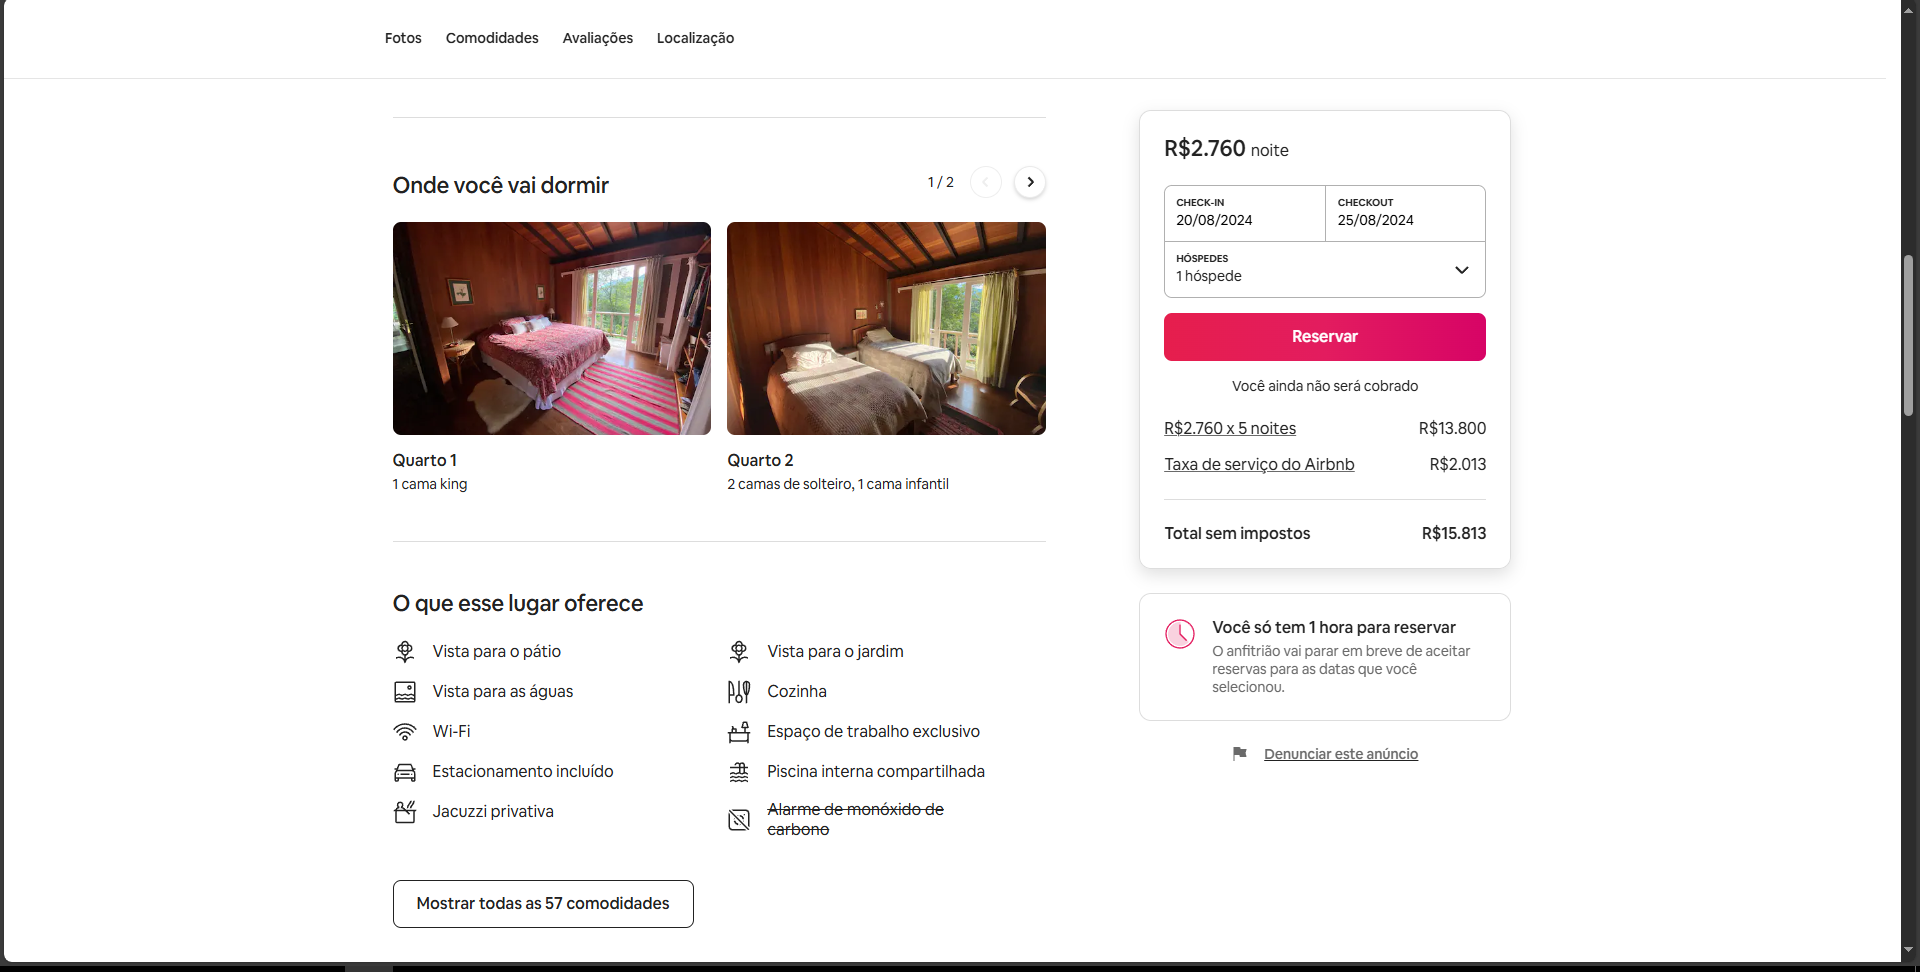 Fotos Comodidades Avaliações Localização
Onde você vai dormir
1 / 2
Quarto 1
1 cama king
Quarto 2
2 camas de solteiro, 1 cama infantil
O que esse lugar oferece
Vista para o pátio
Vista para o jardim
Vista para as águas
Cozinha
Wi-Fi
Espaço de trabalho exclusivo
Estacionamento incluído
Piscina interna compartilhada
Jacuzzi privativa
Alarme de monóxido de
carbono
Mostrar todas as 57 comodidades
R$2.760 noite
CHECK-IN
20/08/2024
CHECKOUT
25/08/2024
HÓSPEDES
1 hóspede
Reservar
Você ainda não será cobrado
R$2.760 x 5 noites R$13.800
Taxa de serviço do Airbnb R$2.013
Total sem impostos R$15.813
Você só tem 1 hora para reservar
O anfitrião vai parar em breve de aceitar
reservas para as datas que você
selecionou.
Denunciar este anúncio